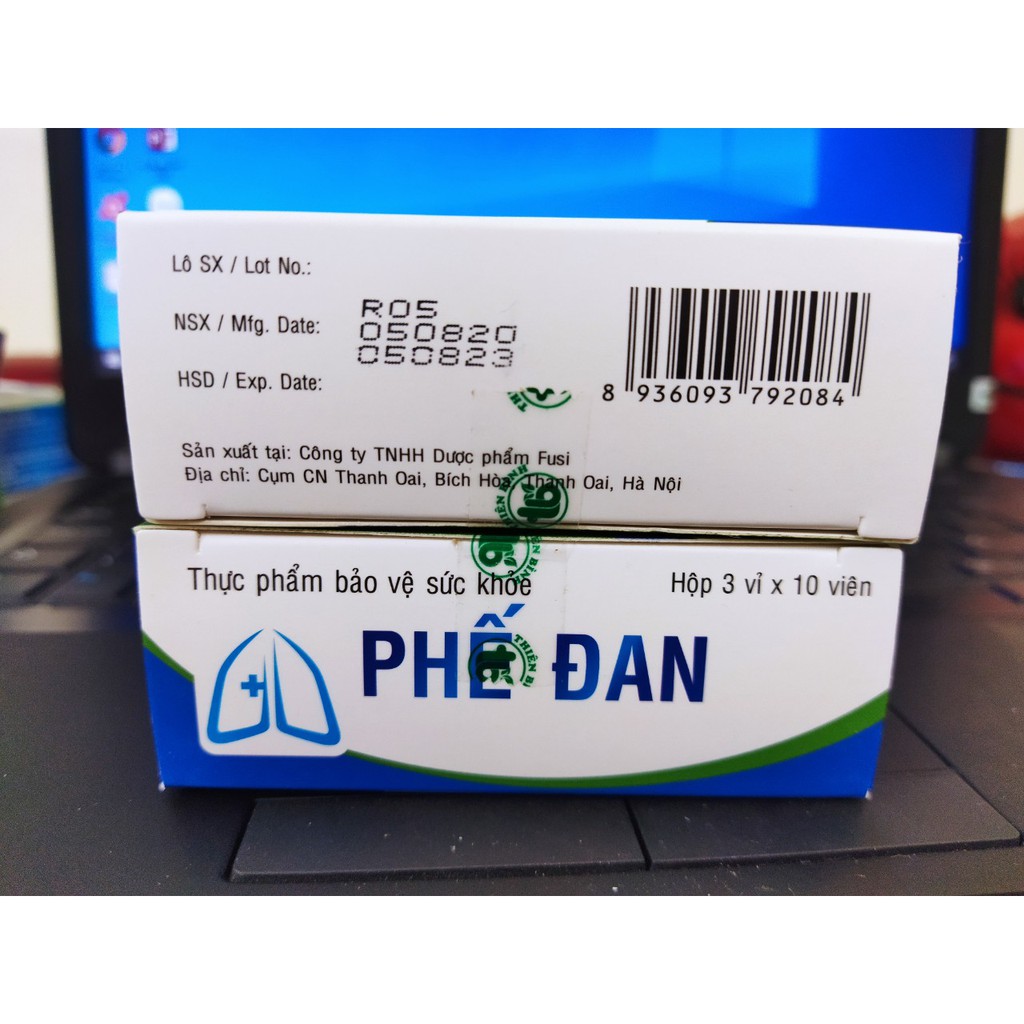 Lô SX / Lot No.:
NSX / Mfg. Date:
HSD / Exp. Date:
R05
050820
050823
8 936093 792084
Sản xuất tại: Công ty TNHH Dược phẩm Fusi
Địa chỉ: Cụm CN Thanh Oai, Bích Hòa, Thanh Oai, Hà Nội
Thực phẩm bảo vệ sức khỏe
Hộp 3 vỉ x 10 viên
PHẾ ĐAN